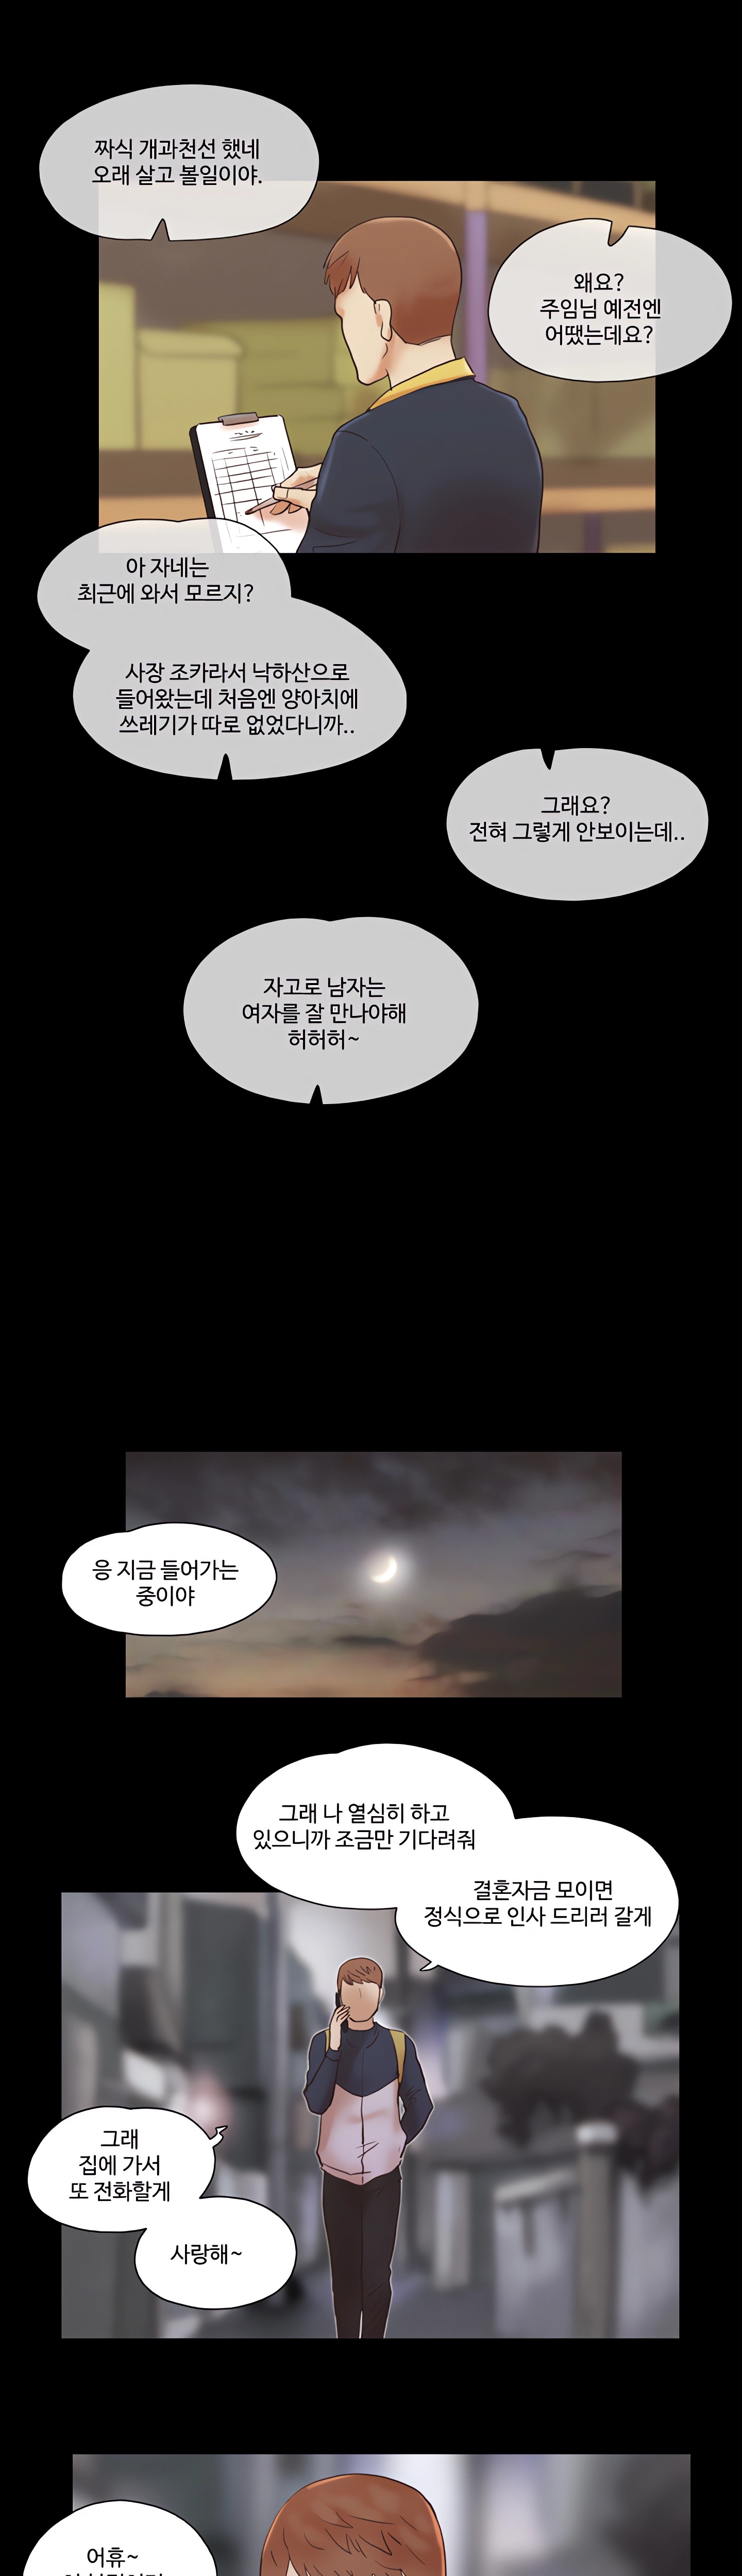 짜식 개과천선 했네
오래 살고 볼일이야.
왜요?
주임님 예전엔
어땠는데요?
아 자네는
최근에 와서 모르지?
사장 조카라서 낙하산으로
들어왔는데 처음엔 양아치에
쓰레기가 따로 없었다니까..
그래요?
전혀 그렇게 안보이는데..
자고로 남자는
여자를 잘 만나야해
허허허~
응 지금 들어가는
중이야
그래 나 열심히 하고
있으니까 조금만 기다려줘
결혼자금 모이면
정식으로 인사 드리러 갈게
그래
집에 가서
또 전화할게
사랑해~
어휴~